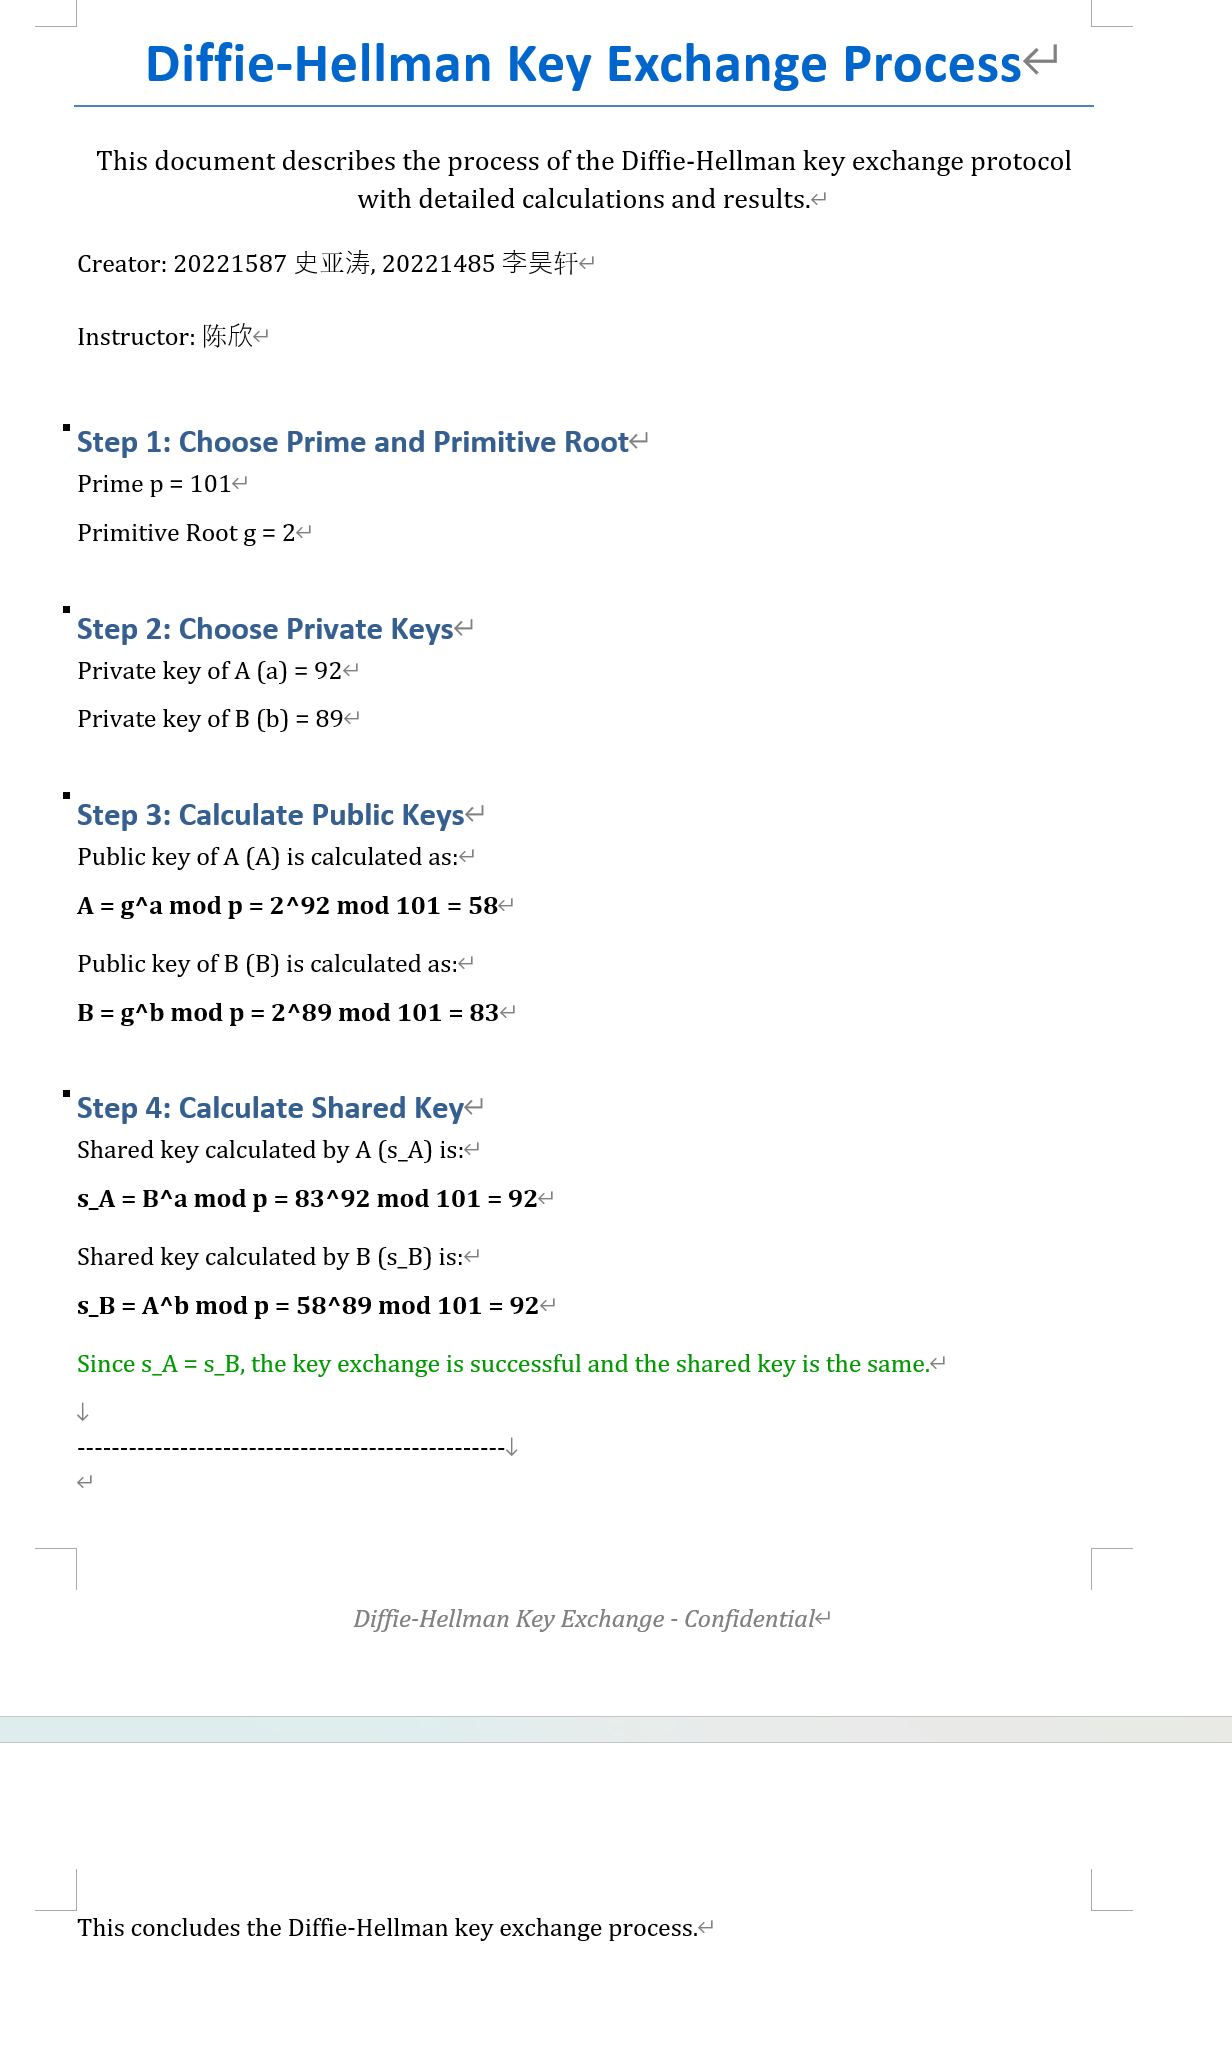 Diffie-Hellman Key Exchange Process
This document describes the process of the Diffie-Hellman key exchange protocol
with detailed calculations and results.
Creator: 20221587 史亚涛, 20221485 李昊轩
Instructor: 陈欣
Step 1: Choose Prime and Primitive Root
Prime p = 101
Primitive Root g = 2
Step 2: Choose Private Keys
Private key of A (a) = 92
Private key of B (b) = 89
Step 3: Calculate Public Keys
Public key of A (A) is calculated as:
A = g^a mod p = 2^92 mod 101 = 58
Public key of B (B) is calculated as:
B = g^b mod p = 2^89 mod 101 = 83
Step 4: Calculate Shared Key
Shared key calculated by A (s_A) is:
s_A = B^a mod p = 83^92 mod 101 = 92
Shared key calculated by B (s_B) is:
s_B = A^b mod p = 58^89 mod 101 = 92
Since s_A = s_B, the key exchange is successful and the shared key is the same.
--------------------------------------------------
Diffie-Hellman Key Exchange - Confidential
This concludes the Diffie-Hellman key exchange process.